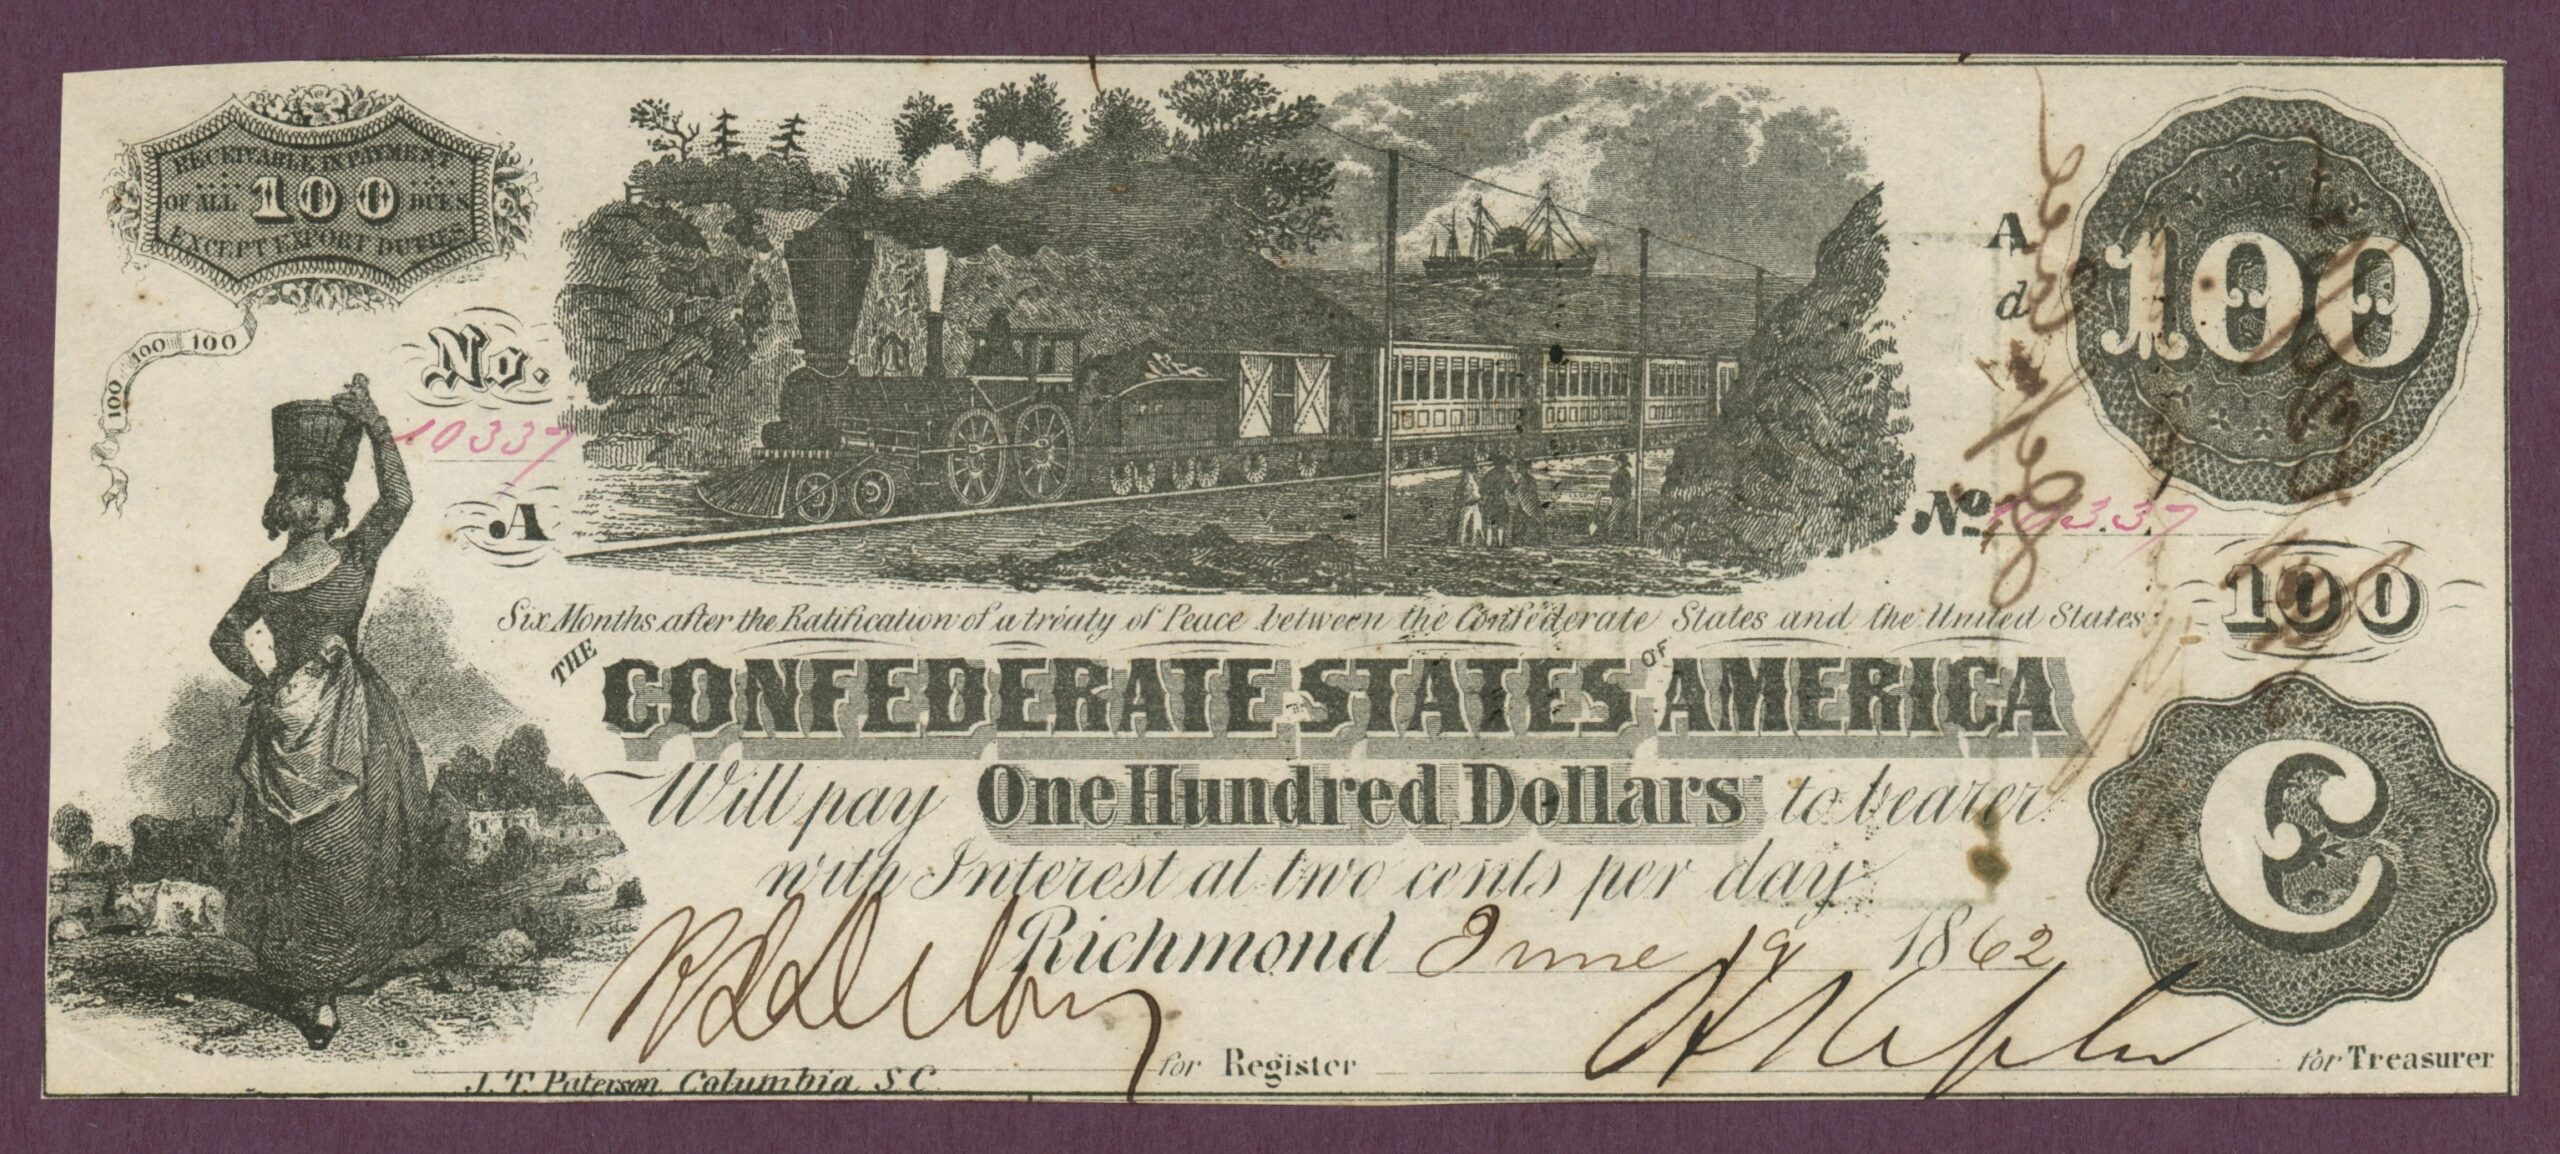 RECEIVABLE IN PAYMENT
OF ALL 100 DUES
EXCEPT EXPORT DUTIES
100 100 100
No.
10337
A
A
d
100
No 10337
100
Six Months after the Ratification of a treaty of Peace between the Confederate States and the United States
THE CONFEDERATE STATES OF AMERICA
Will pay One Hundred Dollars to bearer
with Interest at two cents per day
Richmond June 19 1862
C
for Register
for Treasurer
J. T. Paterson, Columbia, S.C.